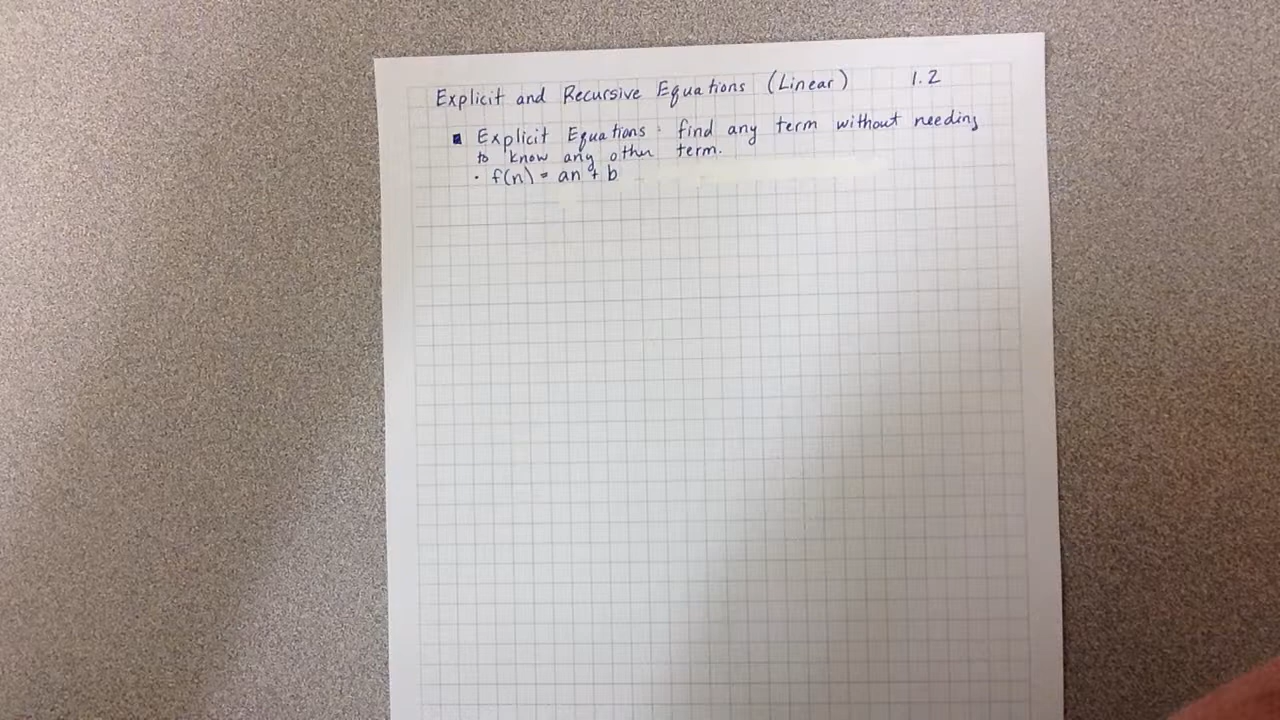 Explicit and Recursive Equations (Linear) 1.2
▪ Explicit Equations · find any term without needing
to know any other term.
· f(n) = an + b